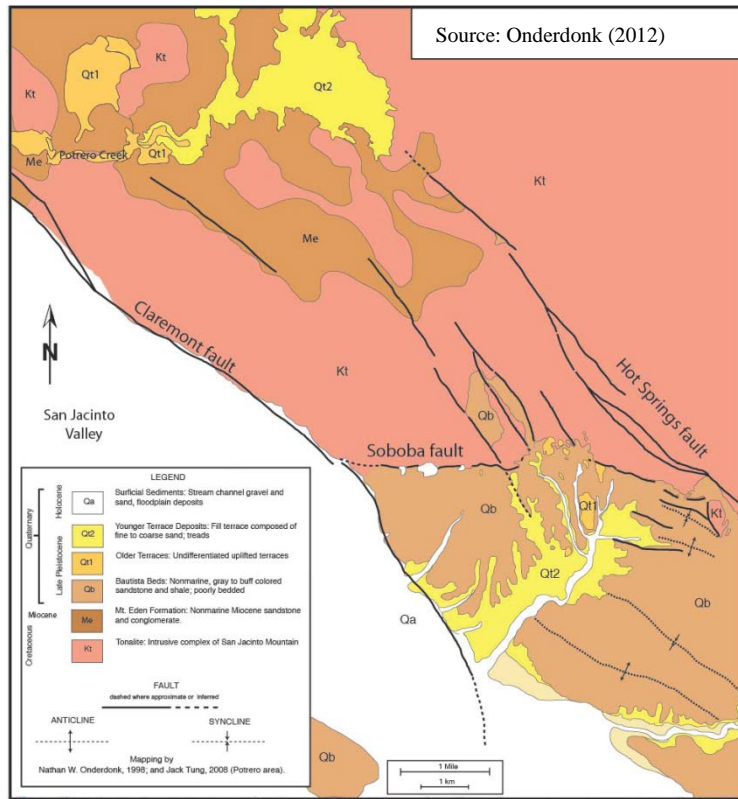 Source: Onderdonk (2012)
Qt1
Kt
Kt
Qt2
Me
Potrero Creek
Qt1
Kt
Me
Claremont fault
N
Kt
Hot Springs fault
San Jacinto
Valley
Qb
Soboba fault
Qt1
Kt
Qb
Qt2
Qb
Qa
Qb
LEGEND
Quaternary
Holocene
Qa
Surficial Sediments: Stream channel gravel and
sand, floodplain deposits
Late Pleistocene
Qt2
Younger Terrace Deposits: Fill terrace composed of
fine to coarse sand; treads
Qt1
Older Terraces: Undifferentiated uplifted terraces
Qb
Bautista Beds: Nonmarine, gray to buff colored
sandstone and shale; poorly bedded
Miocene
Me
Mt. Eden Formation: Nonmarine Miocene sandstone
and conglomerate.
Cretaceous
Kt
Tonalite: Intrusive complex of San Jacinto Mountain
FAULT
dashed where approximate or inferred
ANTICLINE
SYNCLINE
Mapping by
Nathan W. Onderdonk, 1998; and Jack Tung, 2008 (Potrero area).
1 Mile
1 km